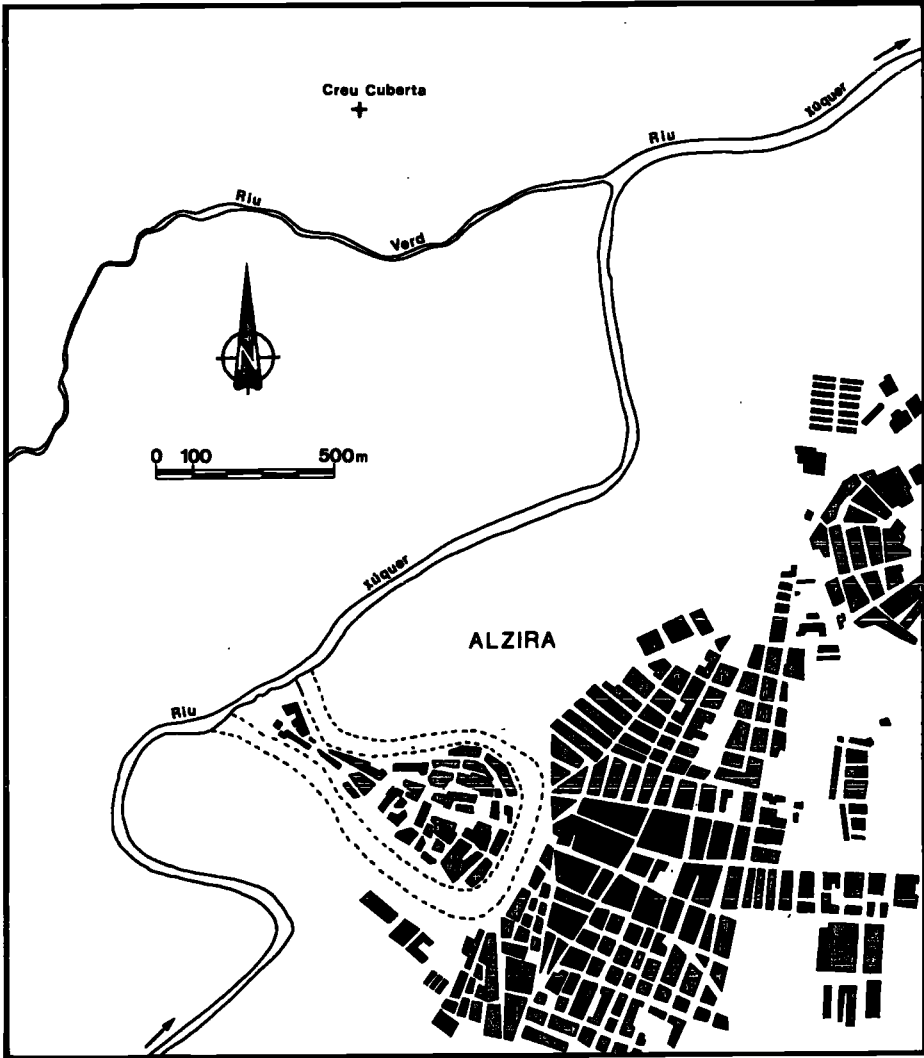 Creu Cuberta
Riu Xúquer
Riu Verd
N
0 100 500m
Xúquer
ALZIRA
Riu